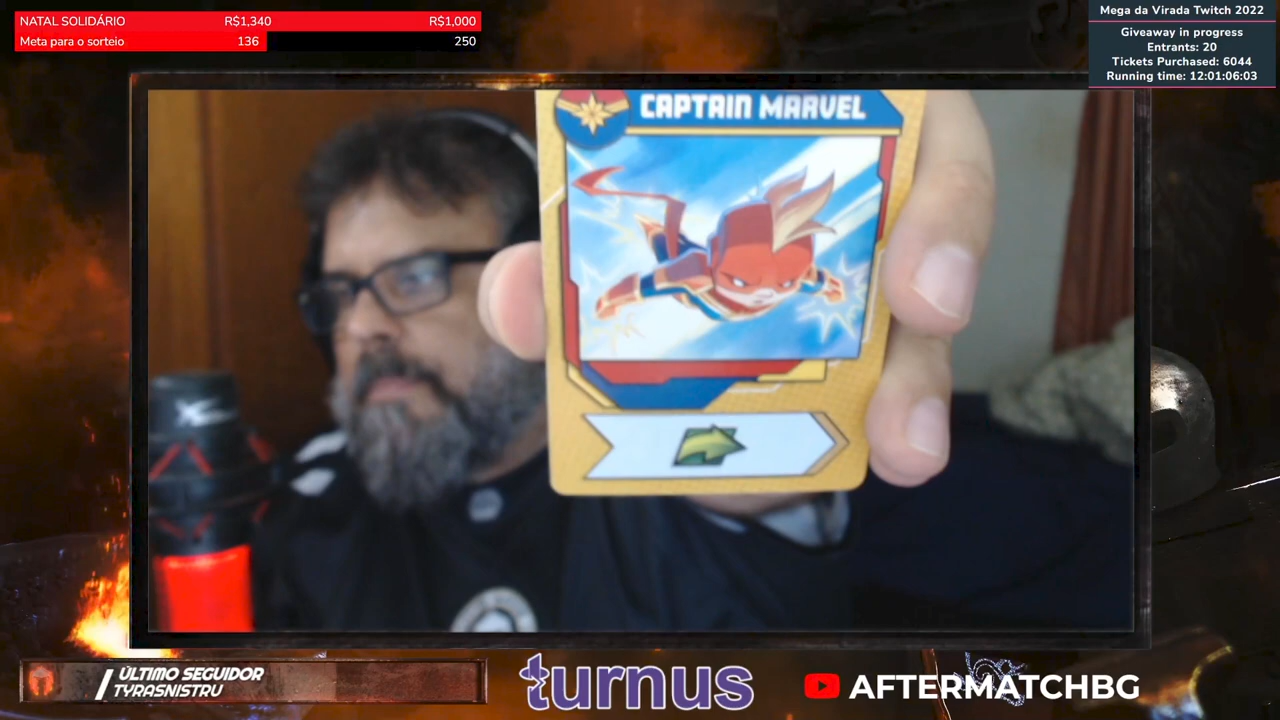 NATAL SOLIDÁRIO R$1,340 R$1,000
Meta para o sorteio 136 250
Mega da Virada Twitch 2022
Giveaway in progress
Entrants: 20
Tickets Purchased: 6044
Running time: 12:01:06:03
CAPTAIN MARVEL
ÚLTIMO SEGUIDOR
TYRASNISTRU
turnus
AFTERMATCHBG